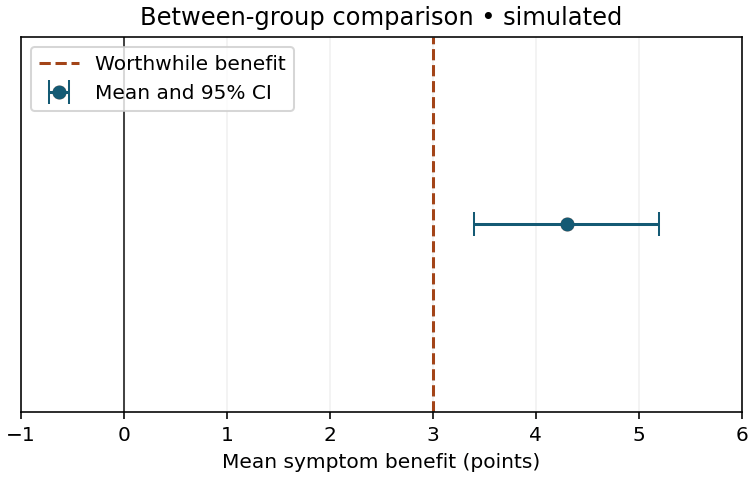 Between-group comparison • simulated
Worthwhile benefit
Mean and 95% CI
−1 0 1 2 3 4 5 6
Mean symptom benefit (points)